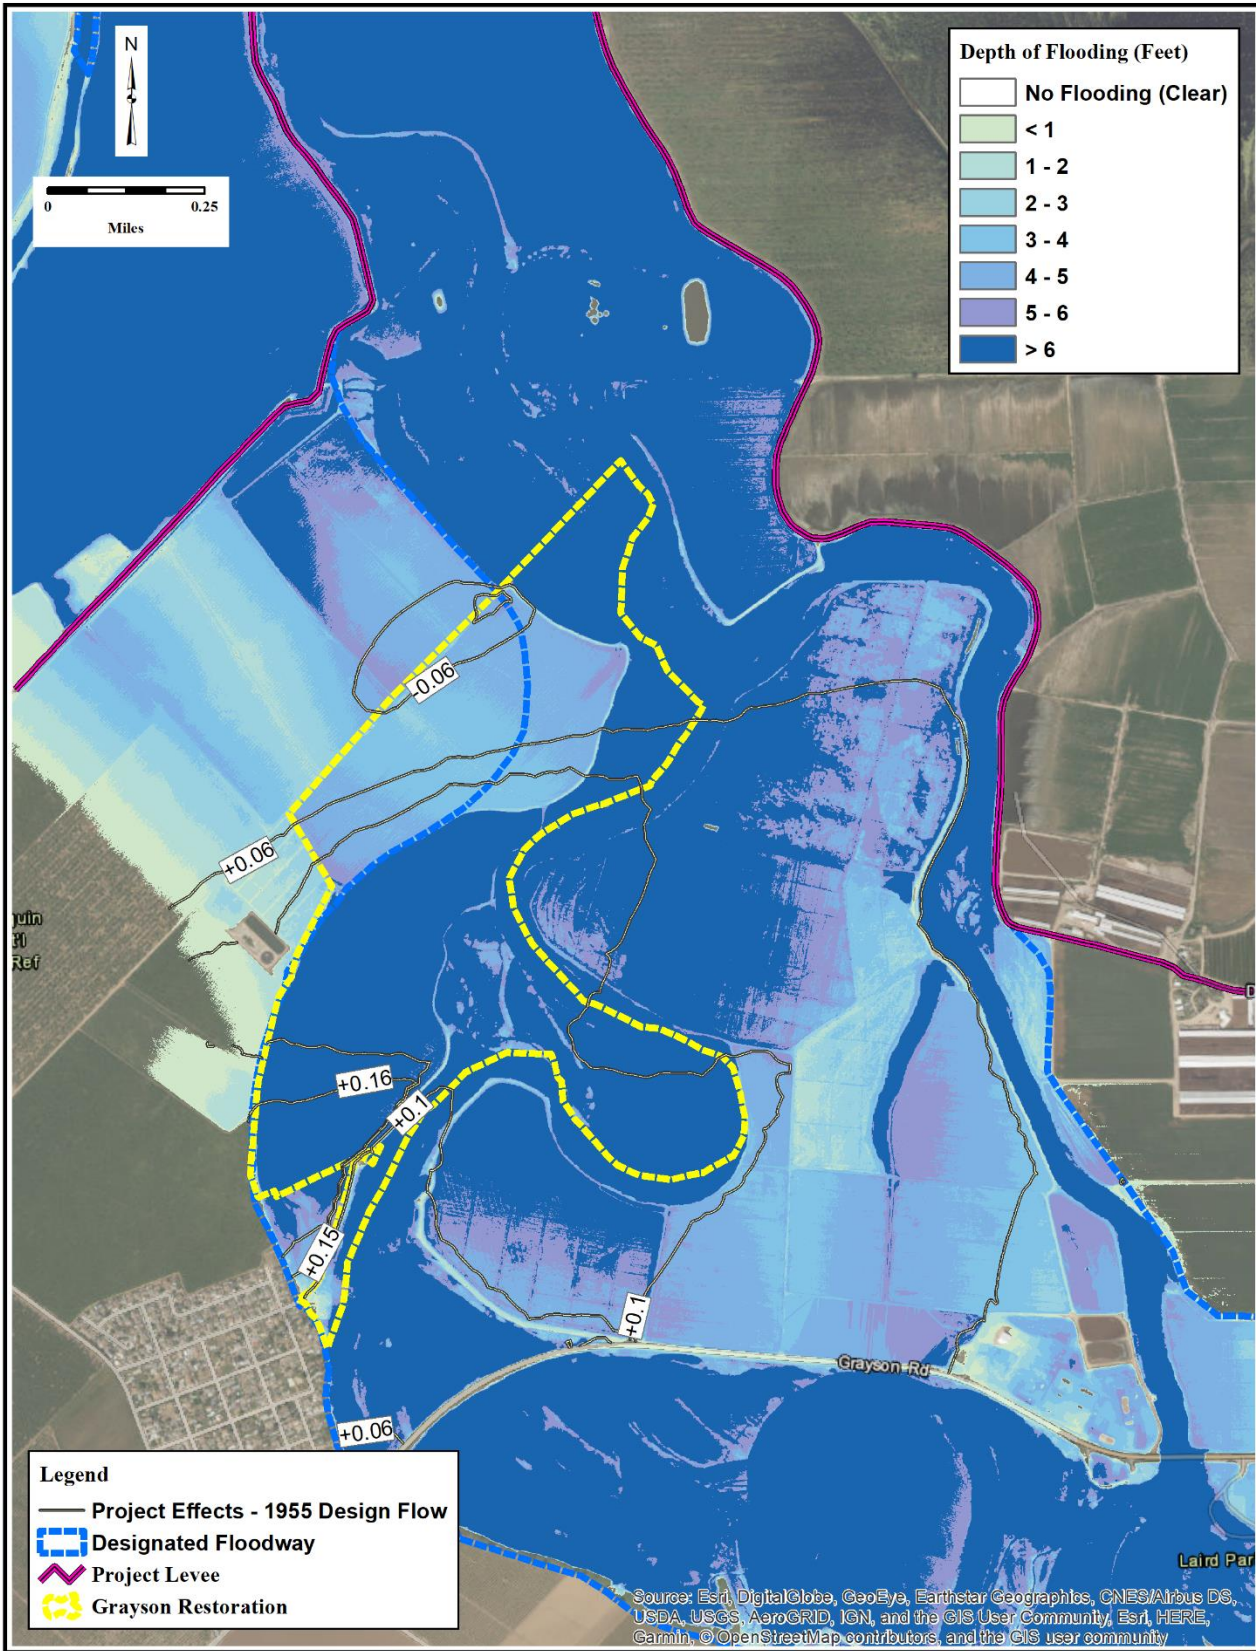 N
0 0.25
Miles
Depth of Flooding (Feet)
No Flooding (Clear)
< 1
1 - 2
2 - 3
3 - 4
4 - 5
5 - 6
> 6
-0.06
+0.06
quin
t'l
Ref
D
+0.16
+0.1
+0.15
+0.1
Grayson Rd
+0.06
Legend
Project Effects - 1955 Design Flow
Designated Floodway
Project Levee
Grayson Restoration
Laird Par
Source: Esri, DigitalGlobe, GeoEye, Earthstar Geographics, CNES/Airbus DS,
USDA, USGS, AeroGRID, IGN, and the GIS User Community, Esri, HERE,
Garmin, © OpenStreetMap contributors, and the GIS user community